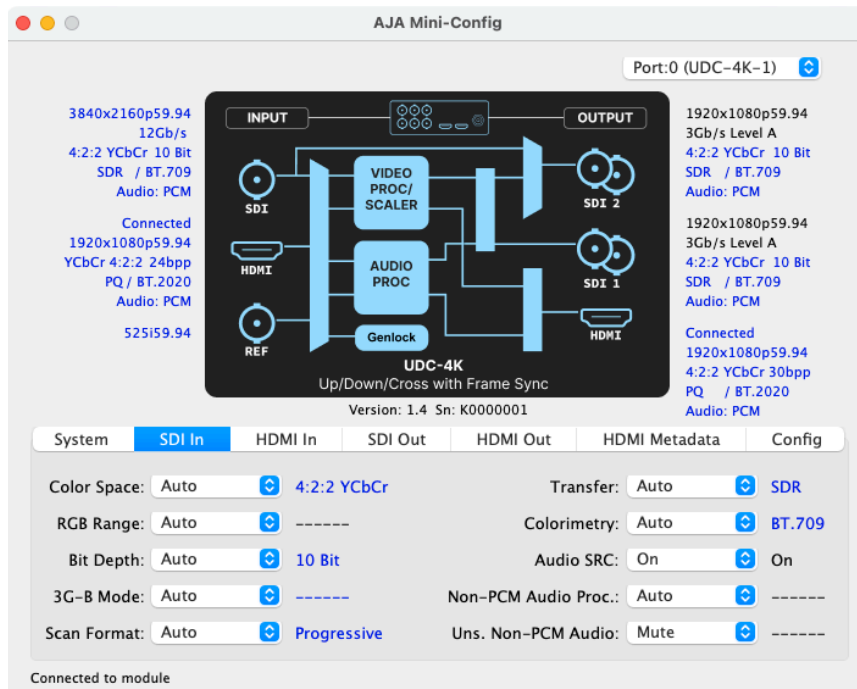 AJA Mini-Config
Port:0 (UDC-4K-1)
3840x2160p59.94
12Gb/s
4:2:2 YCbCr 10 Bit
SDR / BT.709
Audio: PCM
Connected
1920x1080p59.94
YCbCr 4:2:2 24bpp
PQ / BT.2020
Audio: PCM
525i59.94
INPUT
OUTPUT
SDI
HDMI
REF
VIDEO
PROC/
SCALER
AUDIO
PROC
Genlock
SDI 2
SDI 1
HDMI
UDC-4K
Up/Down/Cross with Frame Sync
1920x1080p59.94
3Gb/s Level A
4:2:2 YCbCr 10 Bit
SDR / BT.709
Audio: PCM
1920x1080p59.94
3Gb/s Level A
4:2:2 YCbCr 10 Bit
SDR / BT.709
Audio: PCM
Connected
1920x1080p59.94
4:2:2 YCbCr 30bpp
PQ / BT.2020
Audio: PCM
Version: 1.4 Sn: K0000001
System SDI In HDMI In SDI Out HDMI Out HDMI Metadata Config
Color Space: Auto 4:2:2 YCbCr Transfer: Auto SDR
RGB Range: Auto ------ Colorimetry: Auto BT.709
Bit Depth: Auto 10 Bit Audio SRC: On On
3G-B Mode: Auto ------ Non-PCM Audio Proc.: Auto ------
Scan Format: Auto Progressive Uns. Non-PCM Audio: Mute ------
Connected to module